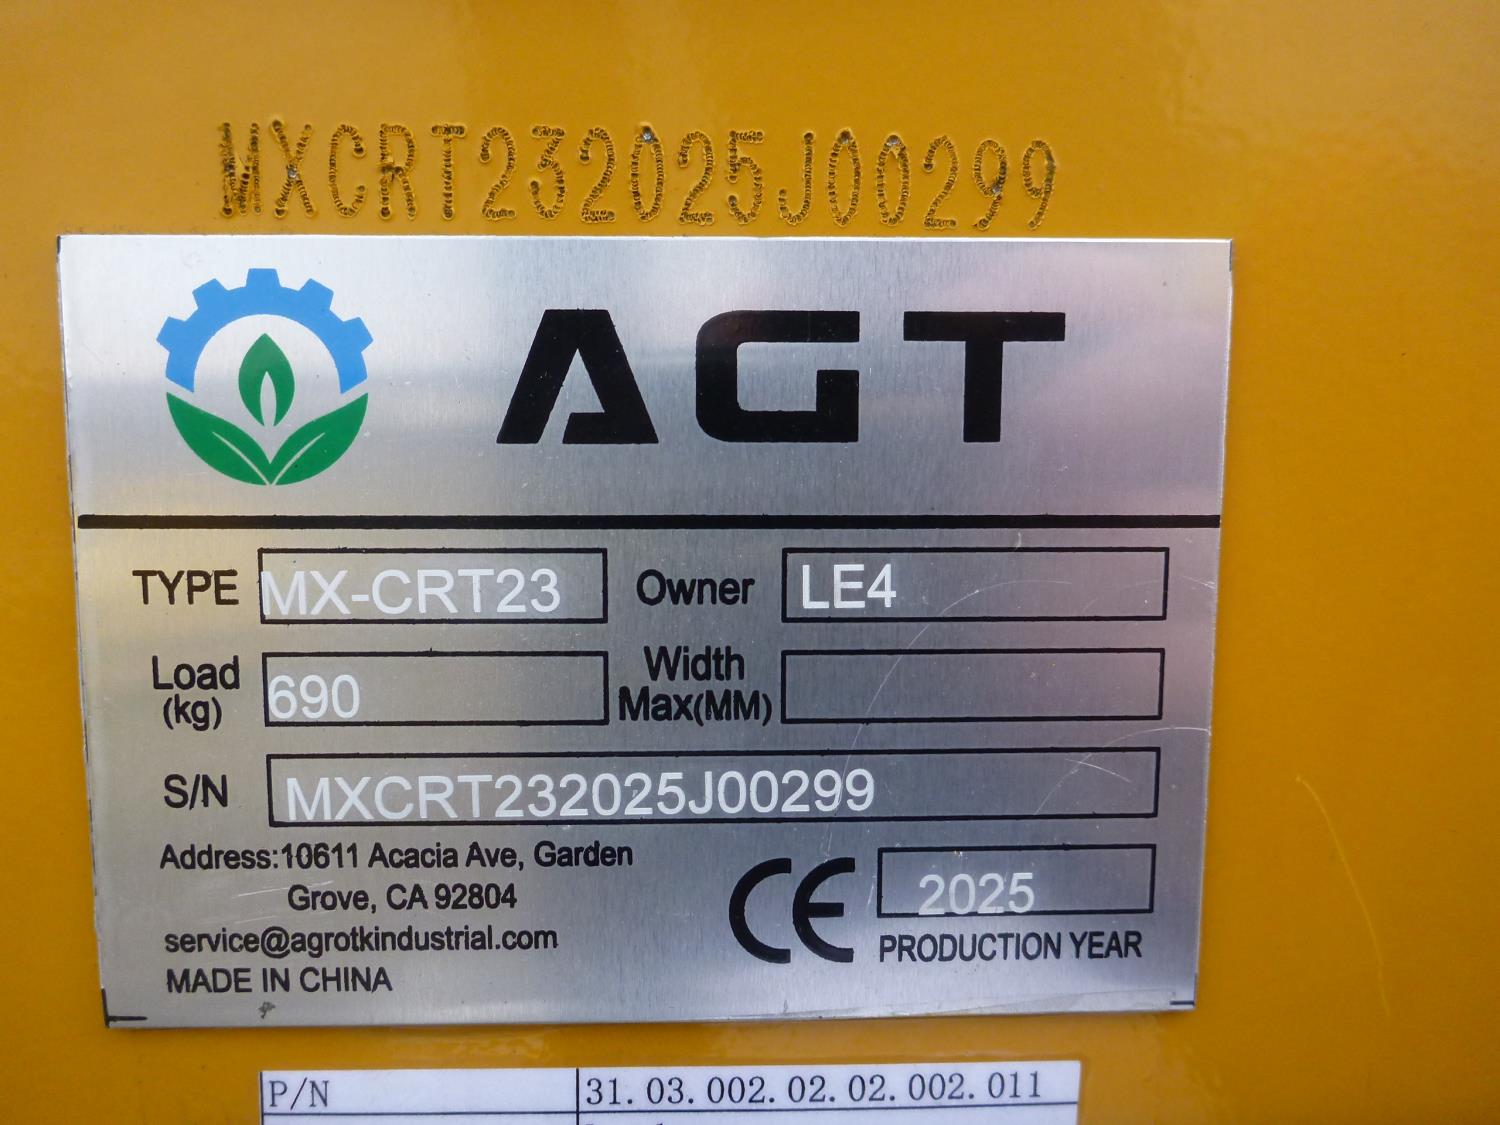 MXCRT232025J00299
AGT
TYPE MX-CRT23 Owner LE4
Load (kg) 690 Width Max(MM)
S/N MXCRT232025J00299
Address:10611 Acacia Ave, Garden
Grove, CA 92804
service@agrotkindustrial.com
MADE IN CHINA
CE 2025
PRODUCTION YEAR
P/N 31.03.002.02.02.002.011